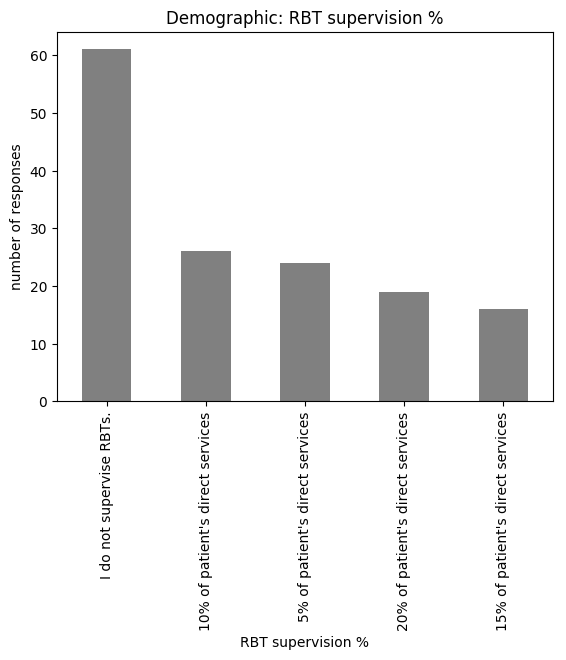 Demographic: RBT supervision %
number of responses
60
50
40
30
20
10
0
I do not supervise RBTs.
10% of patient's direct services
5% of patient's direct services
20% of patient's direct services
15% of patient's direct services
RBT supervision %